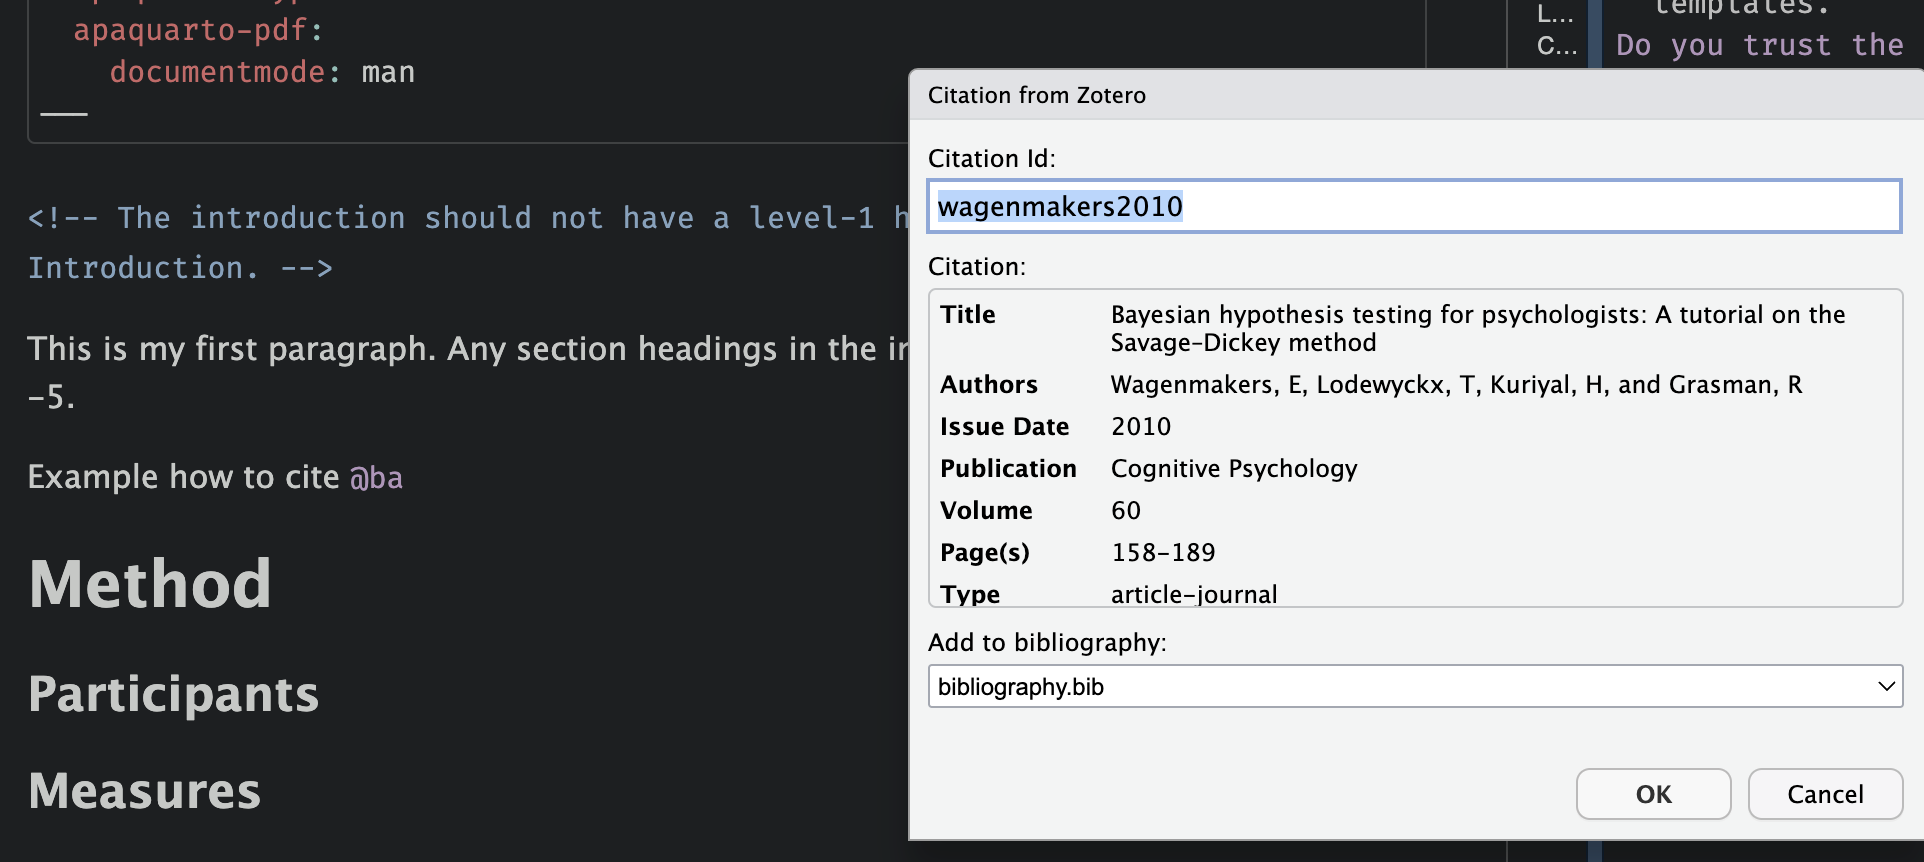 apaquarto-pdf:
documentmode: man
<!-- The introduction should not have a level-1 h
Introduction. -->
This is my first paragraph. Any section headings in the in
-5.
Example how to cite @ba
Method
Participants
Measures
L...
C...
templates.
Do you trust the
Citation from Zotero
Citation Id:
wagenmakers2010
Citation:
Title Bayesian hypothesis testing for psychologists: A tutorial on the
Savage-Dickey method
Authors Wagenmakers, E, Lodewyckx, T, Kuriyal, H, and Grasman, R
Issue Date 2010
Publication Cognitive Psychology
Volume 60
Page(s) 158-189
Type article-journal
Add to bibliography:
bibliography.bib
OK Cancel